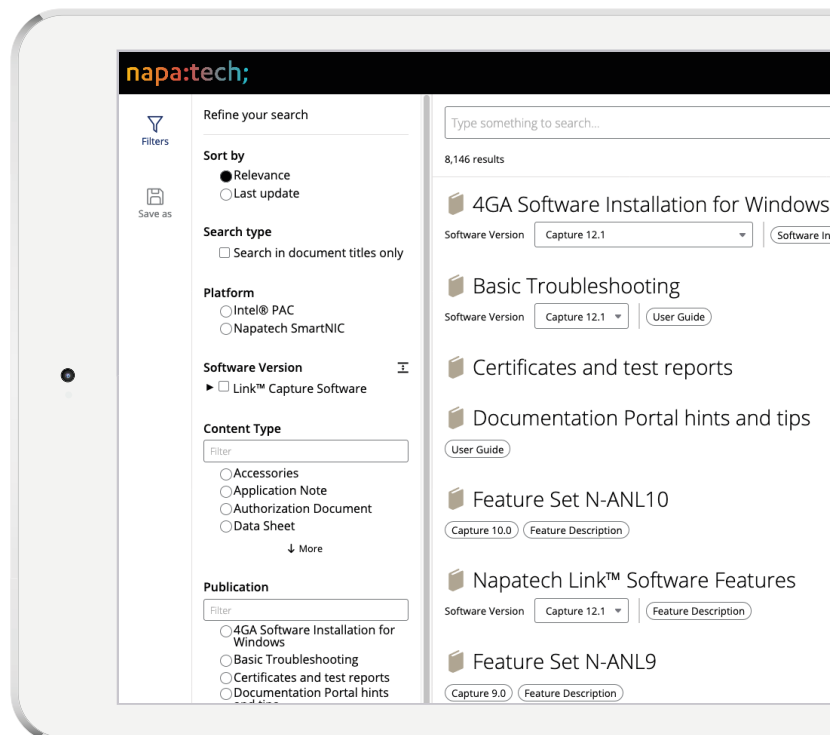 napa:tech;
Filters
Save as
Refine your search
Sort by
Relevance
Last update
Search type
Search in document titles only
Platform
Intel® PAC
Napatech SmartNIC
Software Version
Link™ Capture Software
Content Type
Filter
Accessories
Application Note
Authorization Document
Data Sheet
More
Publication
Filter
4GA Software Installation for
Windows
Basic Troubleshooting
Certificates and test reports
Documentation Portal hints
and tips
Type something to search...
8,146 results
4GA Software Installation for Windows
Software Version Capture 12.1 Software In
Basic Troubleshooting
Software Version Capture 12.1 User Guide
Certificates and test reports
Documentation Portal hints and tips
User Guide
Feature Set N-ANL10
Capture 10.0 Feature Description
Napatech Link™ Software Features
Software Version Capture 12.1 Feature Description
Feature Set N-ANL9
Capture 9.0 Feature Description